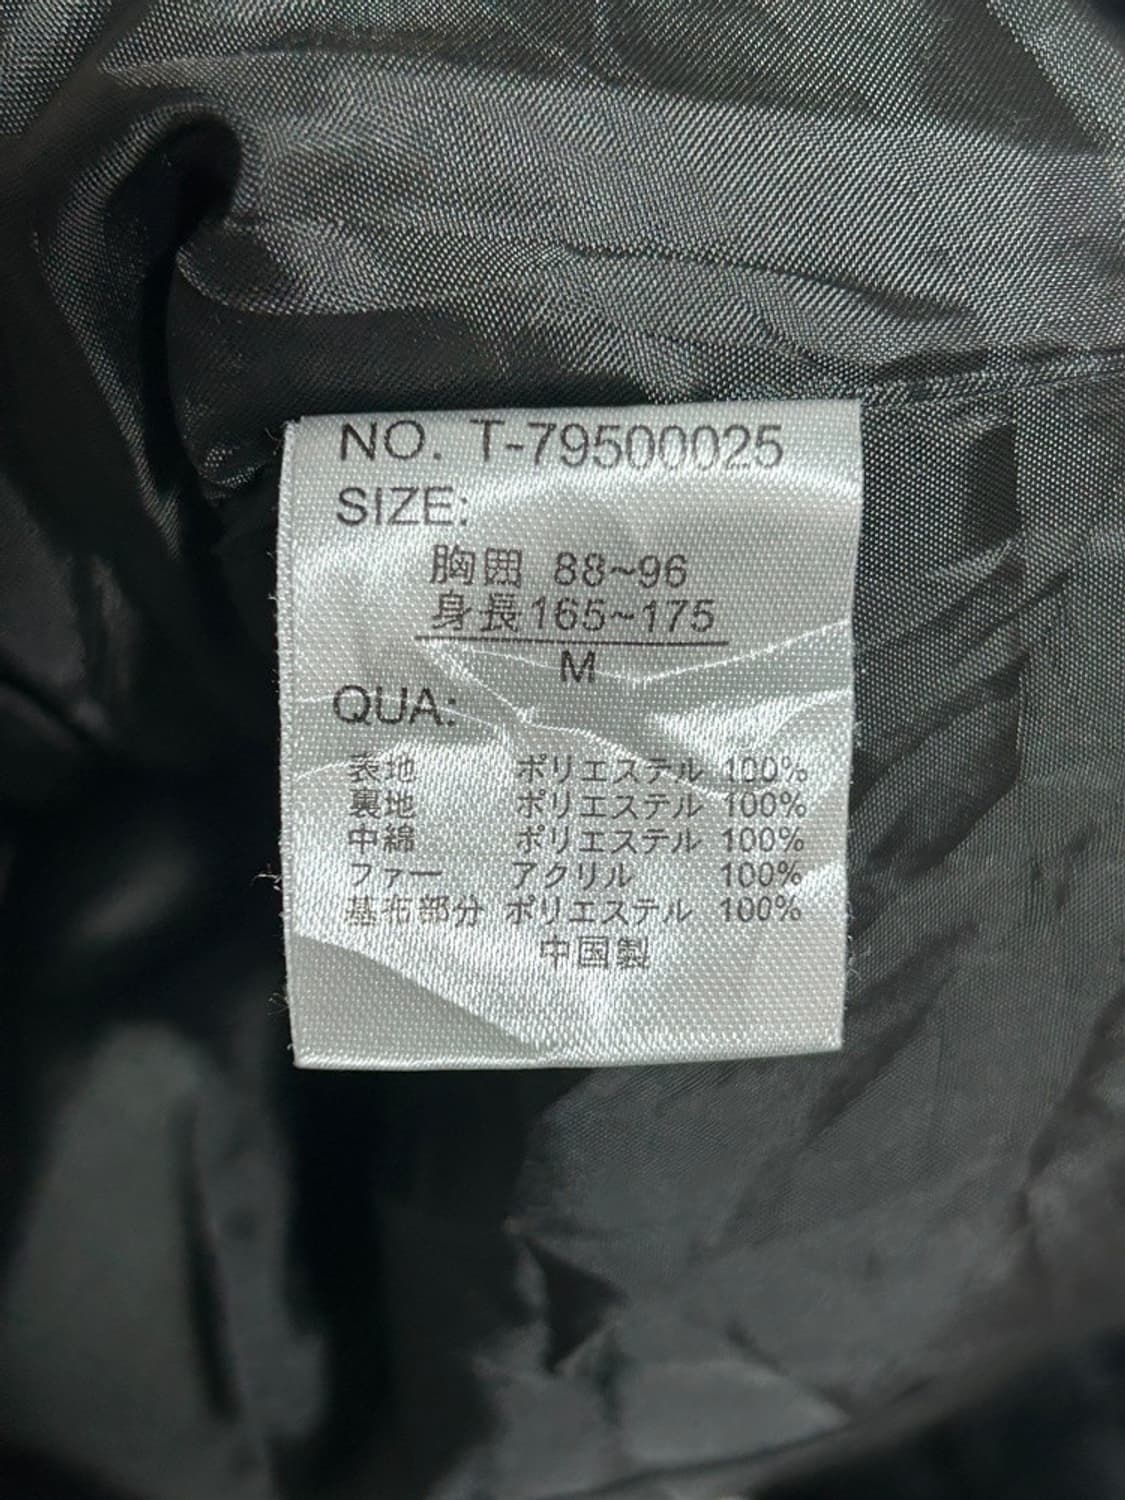 NO. T-79500025
SIZE:
胸囲 88~96
身長165~175
M
QUA:
表地 ポリエステル 100%
裏地 ポリエステル 100%
中綿 ポリエステル 100%
ファー アクリル 100%
基布部分 ポリエステル 100%
中国製